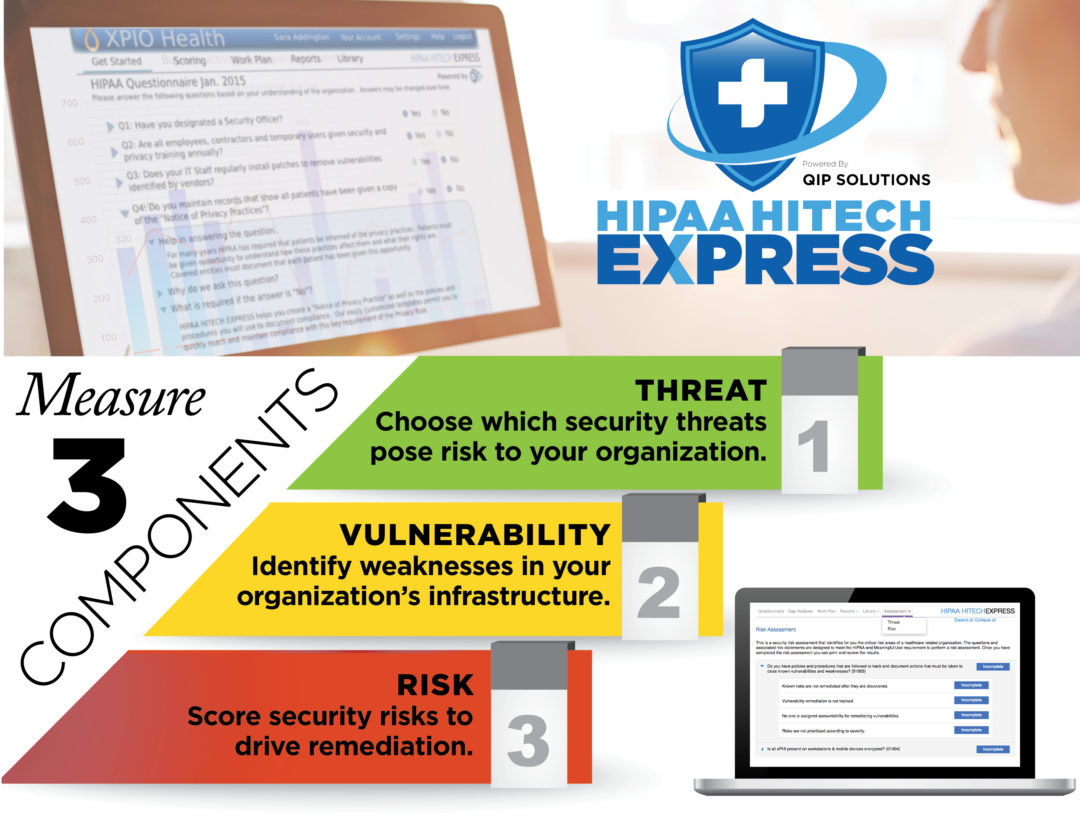 XPIO Health
Sara Addington Your Account Settings Help Logout
Get Started Scoring Work Plan Reports Library HIPAA HITECH EXPRESS
Powered by
HIPAA Questionnaire Jan. 2015
Please answer the following questions based on your understanding of the organization. Answers may be changed over time.
Q1: Have you designated a Security Officer?
Yes No
Q2: Are all employees, contractors and temporary users given security and
privacy training annually?
Yes No
Q3: Does your IT Staff regularly install patches to remove vulnerabilities
identified by vendors?
Yes No
Q4: Do you maintain records that show all patients have been given a copy
of the "Notice of Privacy Practices"?
Yes No
Help in answering the question.
For many years HIPAA has required that patients be informed of the privacy practices. Patients must
be given opportunity to understand how these practices affect them and what their rights are.
Covered entities must document that each patient has been given this opportunity.
Why do we ask this question?
What is required if the answer is "No"?
HIPAA HITECH EXPRESS helps you create a "Notice of Privacy Practice" as well as the policies and
procedures you will use to document compliance. Our easily customized templates permit you to
quickly reach and maintain compliance with this key requirement of the Privacy Rule.
700
600
500
400
320
300
200
100
Powered By
QIP SOLUTIONS
HIPAA HITECH
EXPRESS
Measure
3
COMPONENTS
THREAT
Choose which security threats
pose risk to your organization.
1
VULNERABILITY
Identify weaknesses in your
organization's infrastructure.
2
RISK
Score security risks to
drive remediation.
3
Questionnaire Gap Analysis Work Plan Reports Library Assessment
HIPAA HITECHEXPRESS
Threat
Risk
Expand all Collapse all
Risk Assessment
This is a security risk assessment that identifies for you the critical risk areas of a healthcare related organization. The questions and
associated risk statements are designed to meet the HIPAA and Meaningful Use requirement to perform a risk assessment. Once you have
completed the risk assessment you can print and review the results.
Do you have policies and procedures that are followed to track and document actions that must be taken to
close known vulnerabilities and weaknesses?
Incomplete
Known risks are not remediated after they are discovered.
Incomplete
Vulnerability remediation is not tracked.
Incomplete
No one is assigned accountability for remediating vulnerabilities.
Incomplete
Risks are not prioritized according to severity.
Incomplete
Is all ePHI present on workstations & mobile devices encrypted?
Incomplete